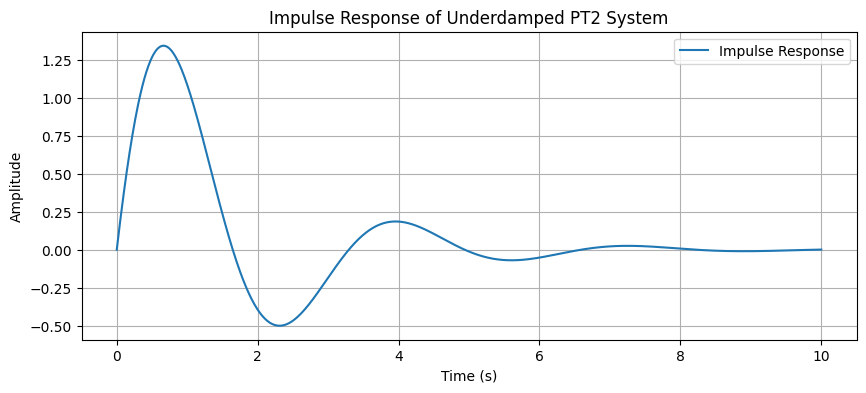 Impulse Response of Underdamped PT2 System
Impulse Response
Amplitude
1.25
1.00
0.75
0.50
0.25
0.00
−0.25
−0.50
0 2 4 6 8 10
Time (s)